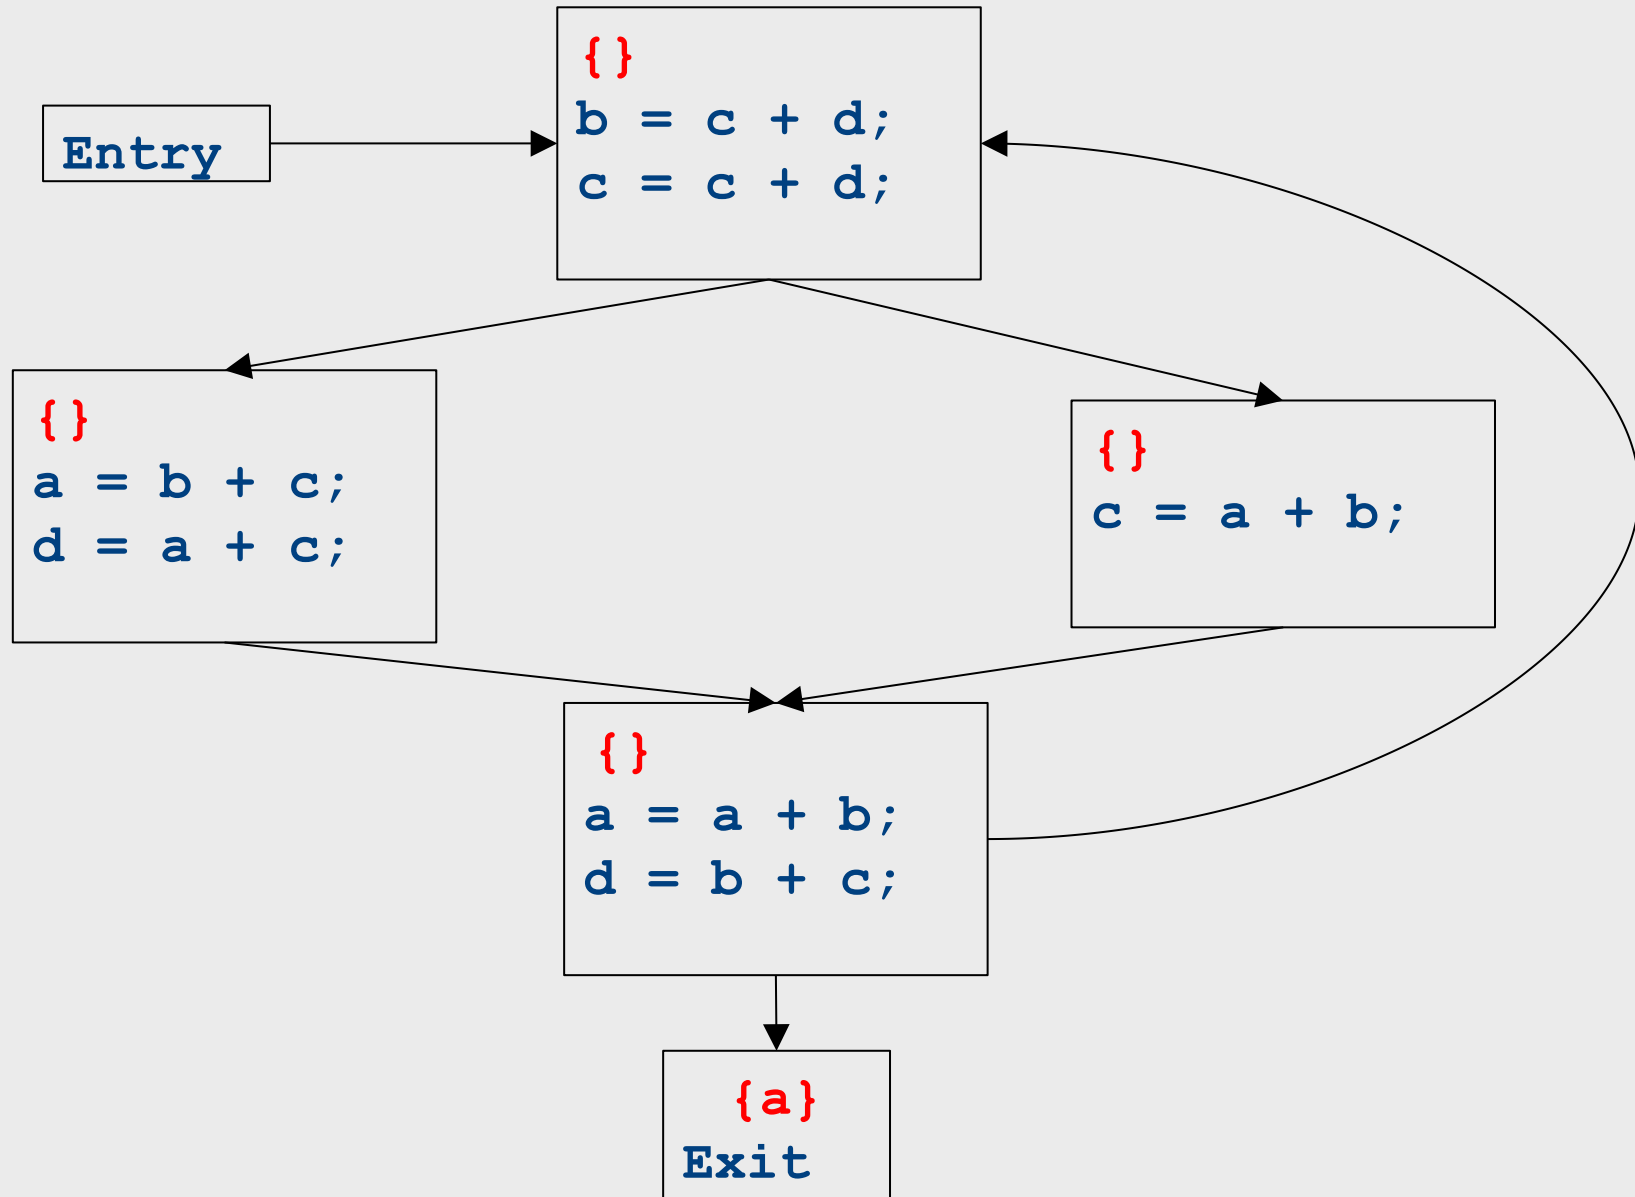 Entry
{}
b = c + d;
c = c + d;
{}
a = b + c;
d = a + c;
{}
c = a + b;
{}
a = a + b;
d = b + c;
{a}
Exit